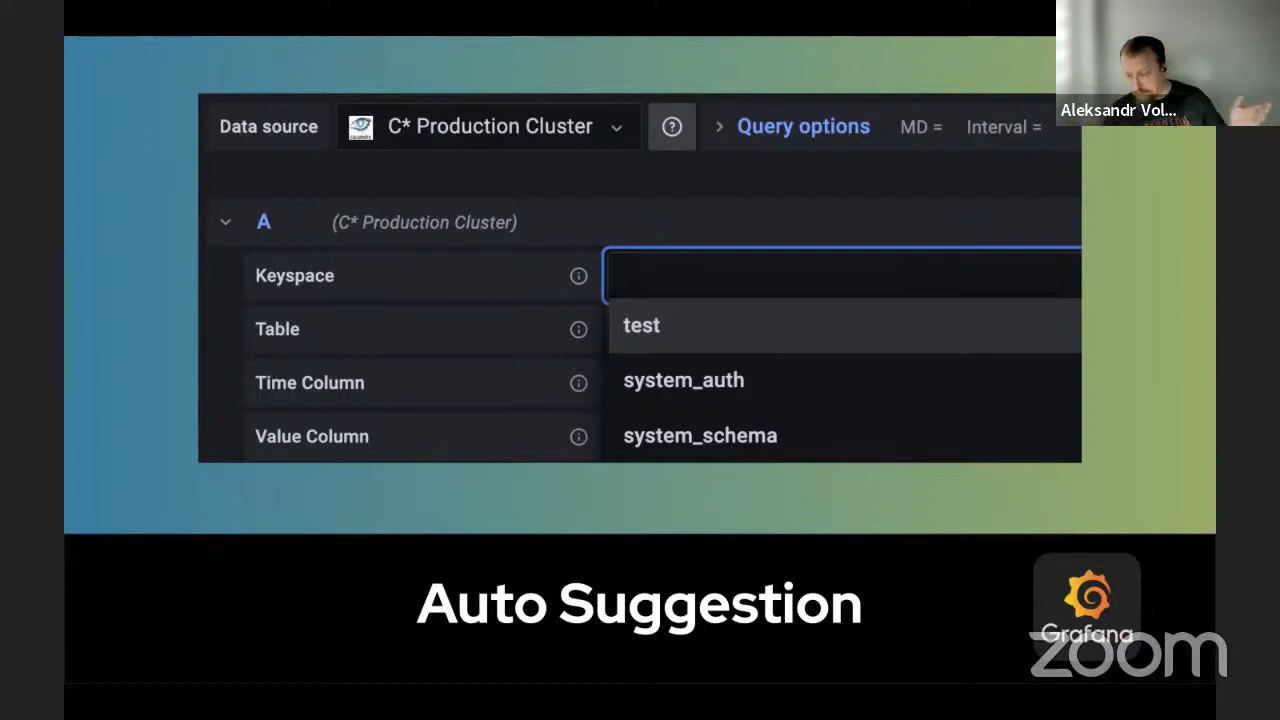 Aleksandr Vol...
Data source
C* Production Cluster
Query options
MD =
Interval =
A
(C* Production Cluster)
Keyspace
test
Table
system_auth
Time Column
system_schema
Value Column
Auto Suggestion
Grafana
zoom